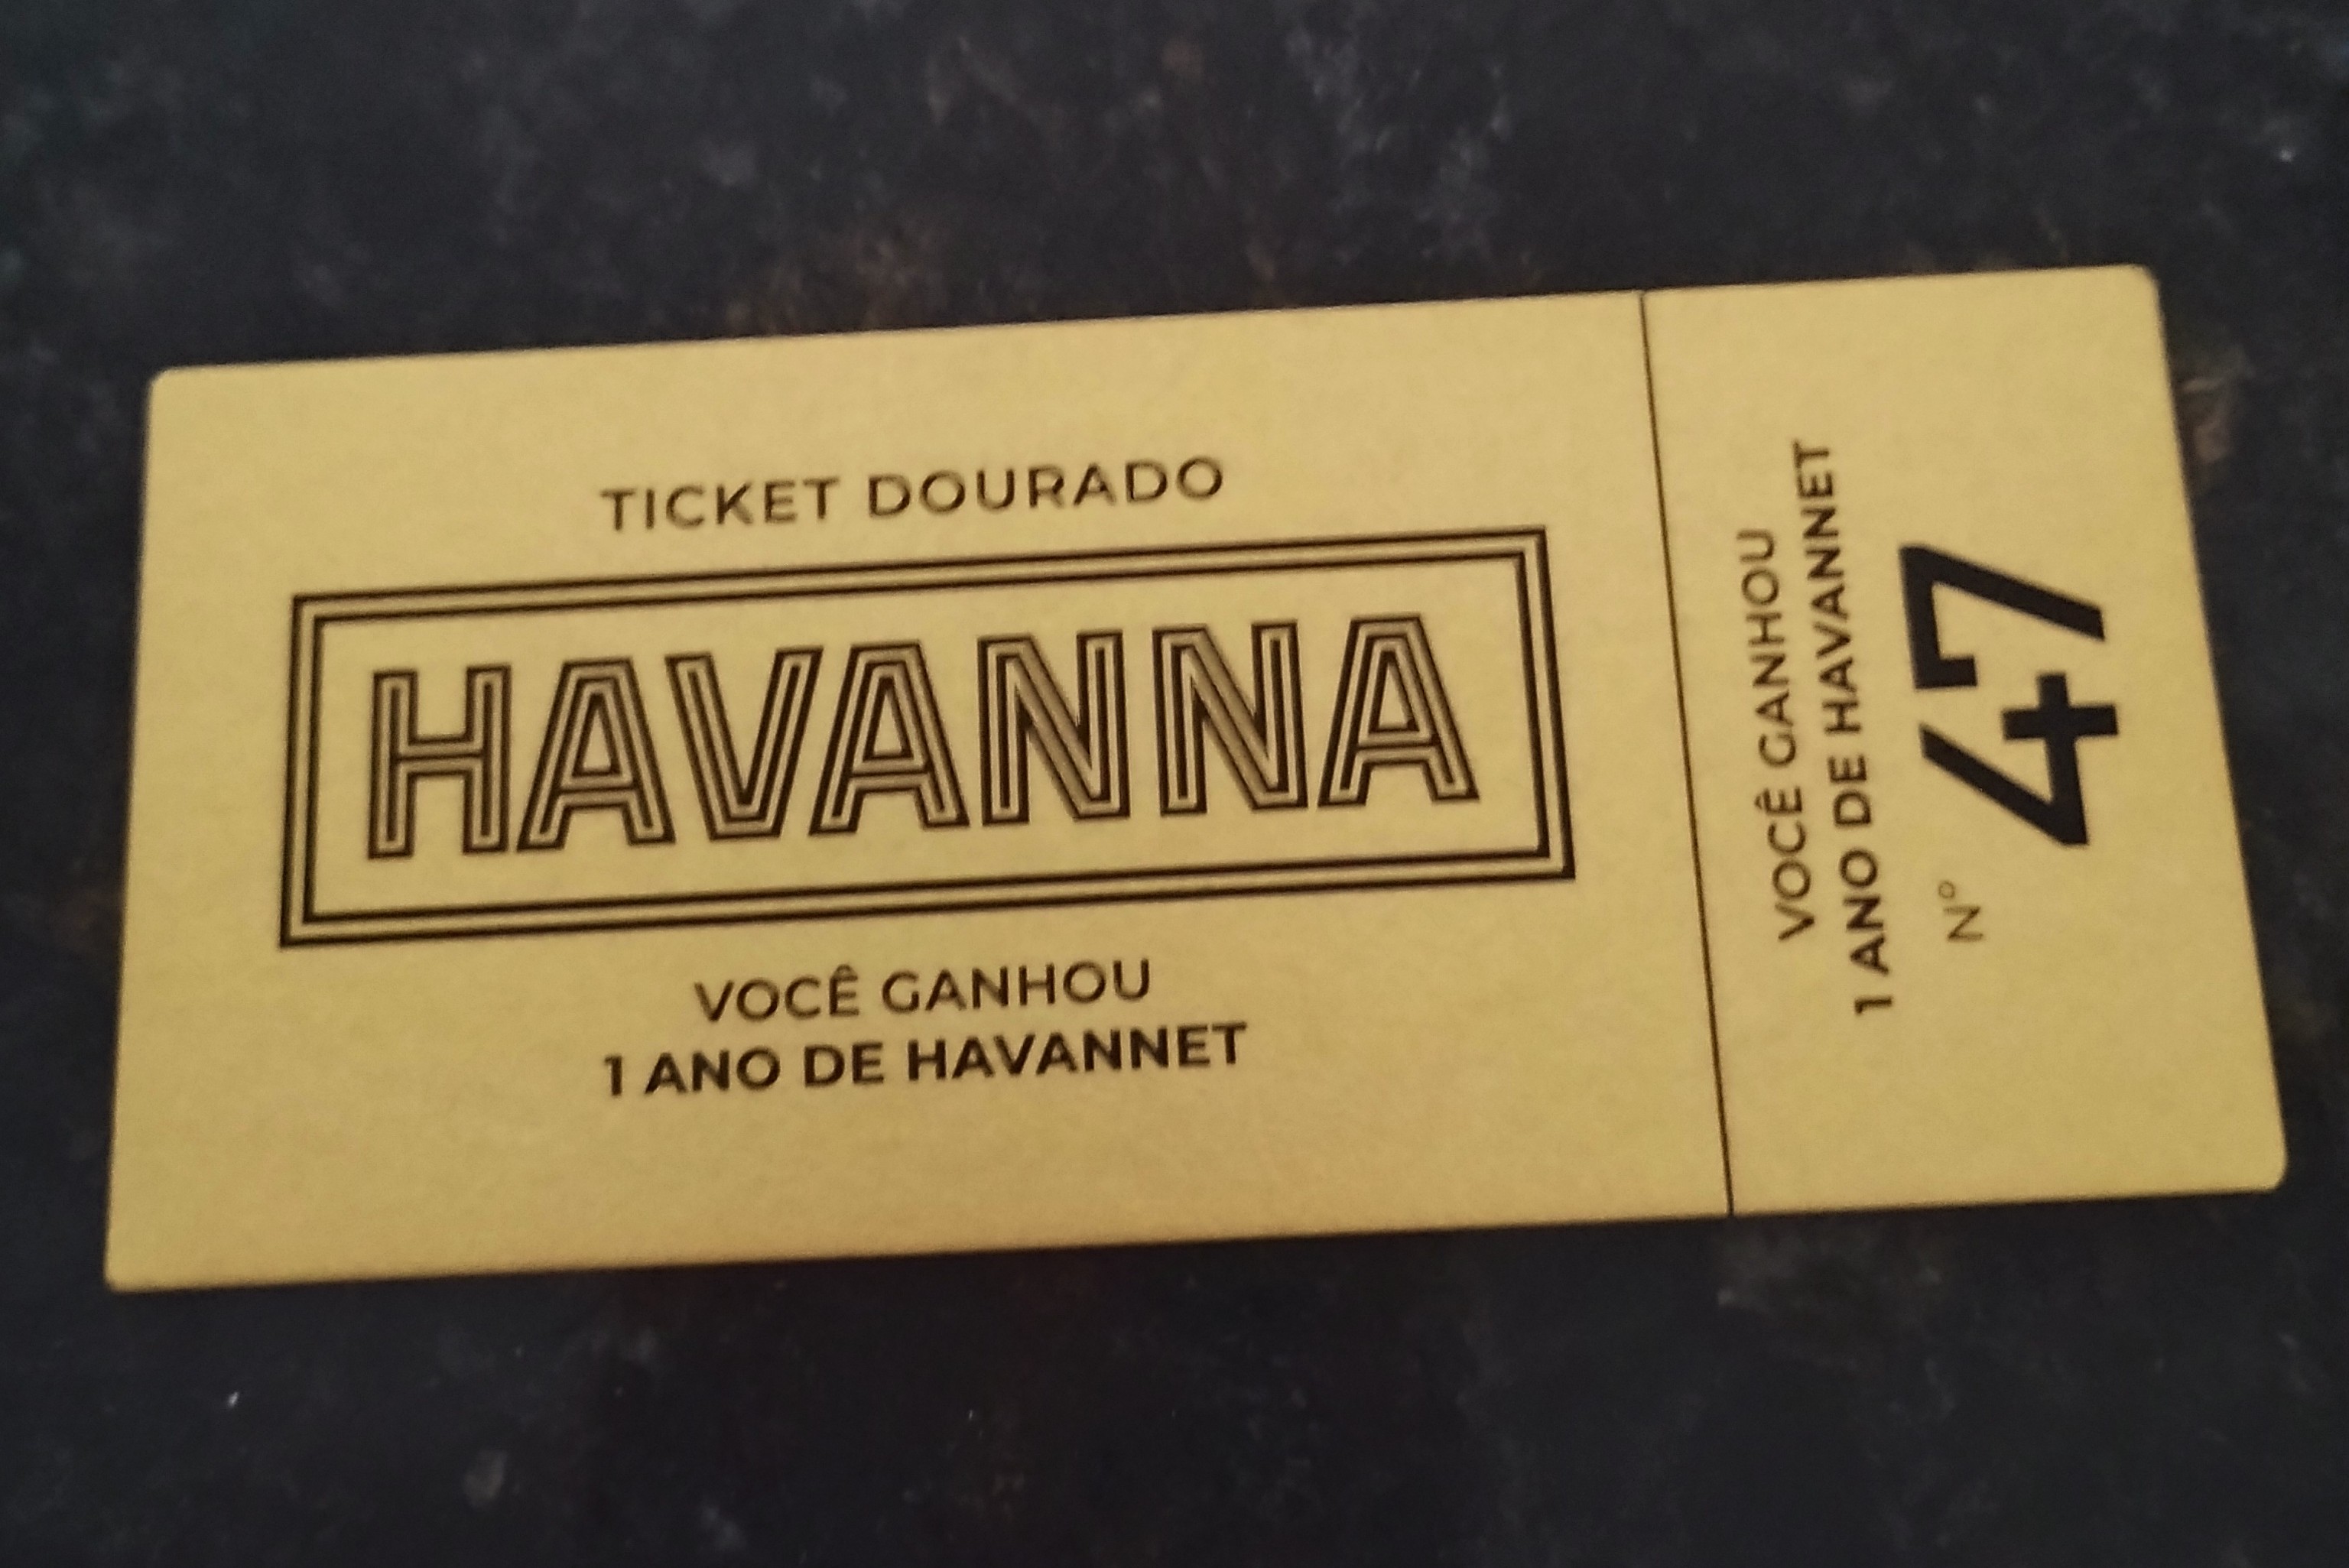 TICKET DOURADO
HAVANNA
VOCÊ GANHOU
1 ANO DE HAVANNET
VOCÊ GANHOU
1 ANO DE HAVANNET
Nº 47